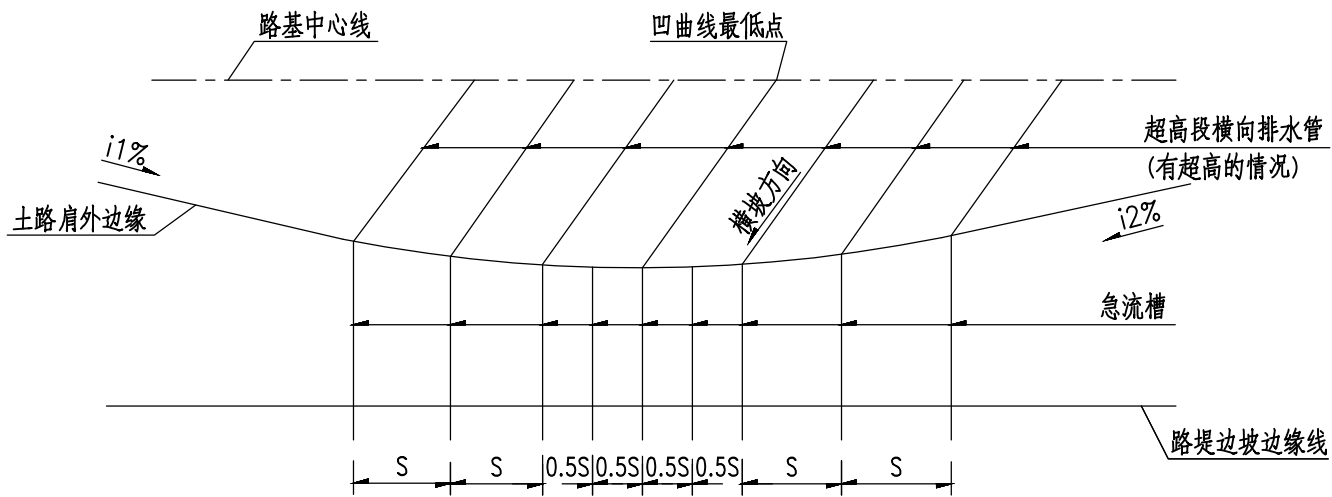 路基中心线
凹曲线最低点
i1%
超高段横向排水管
(有超高的情况)
横坡方向
土路肩外边缘
i2%
急流槽
路堤边坡边缘线
S
S
0.5S
0.5S
0.5S
0.5S
S
S